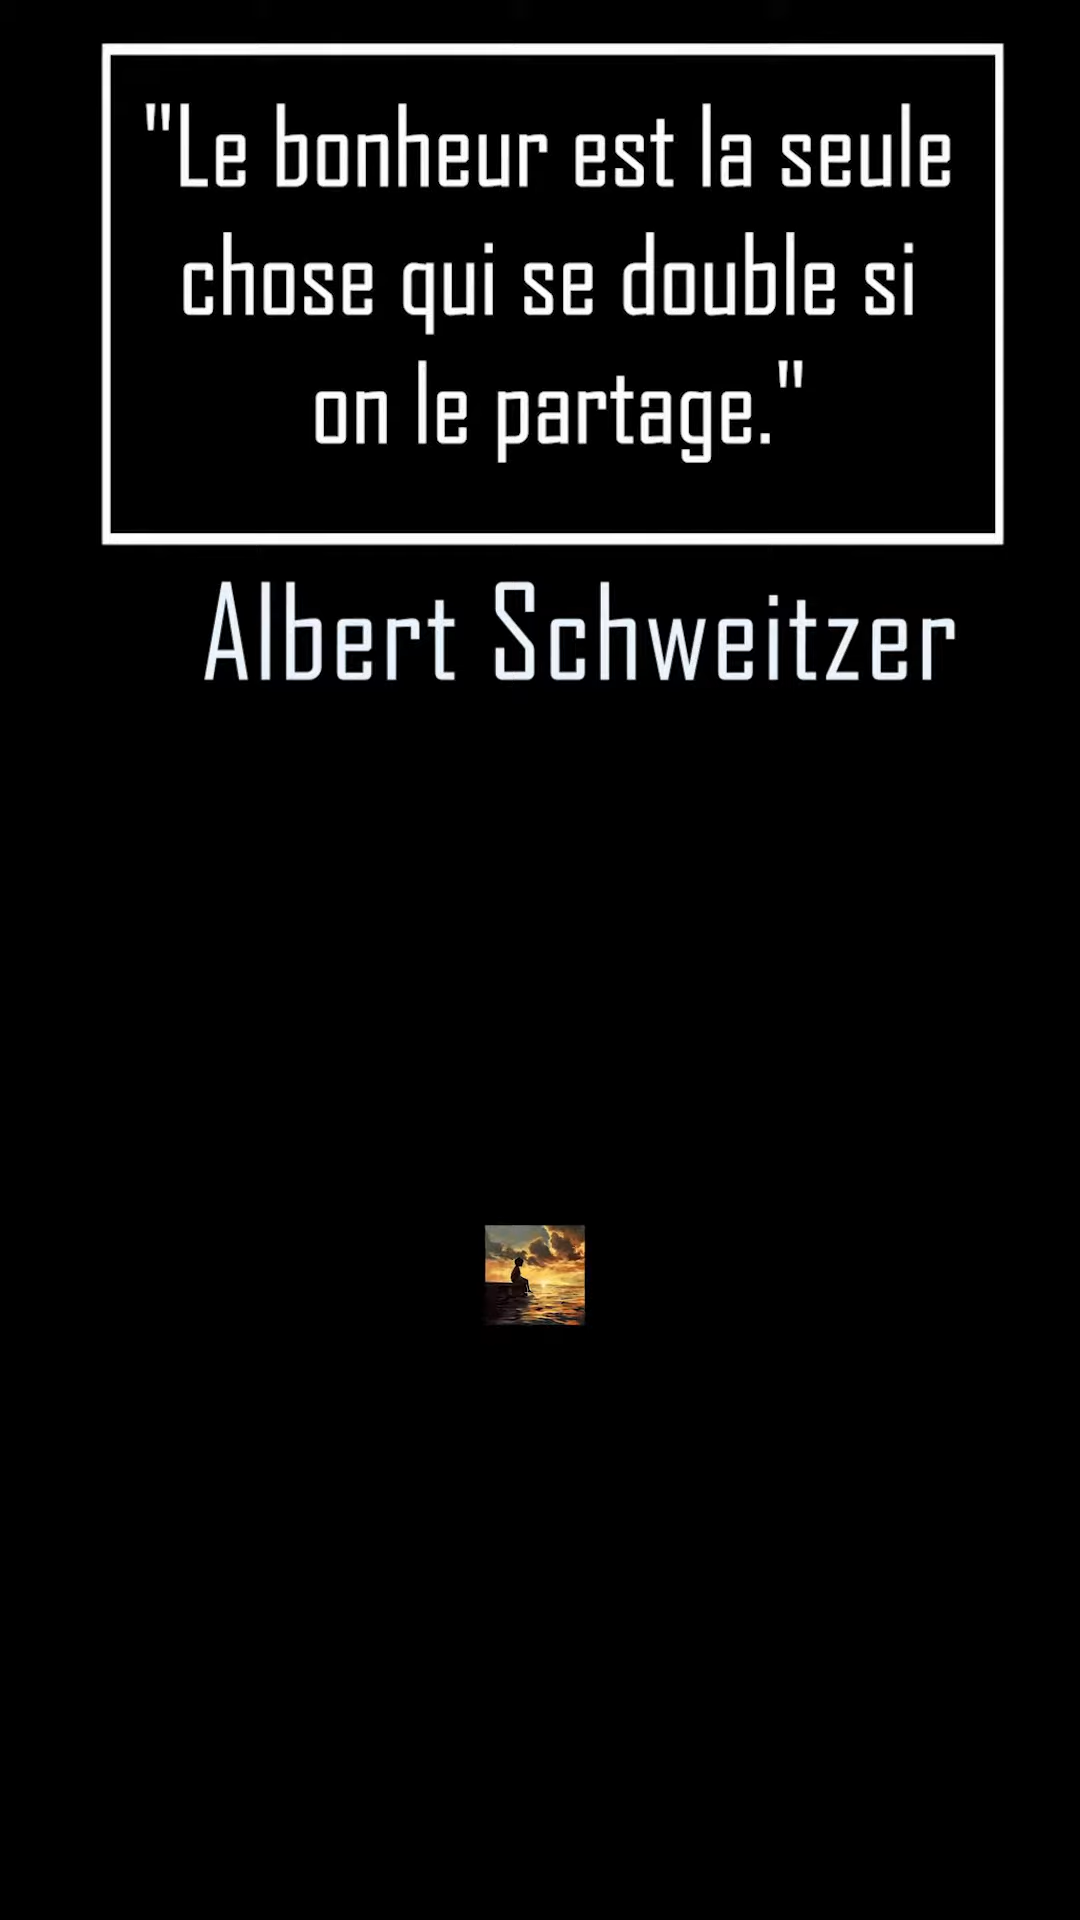 "Le bonheur est la seule
chose qui se double si
on le partage."
Albert Schweitzer